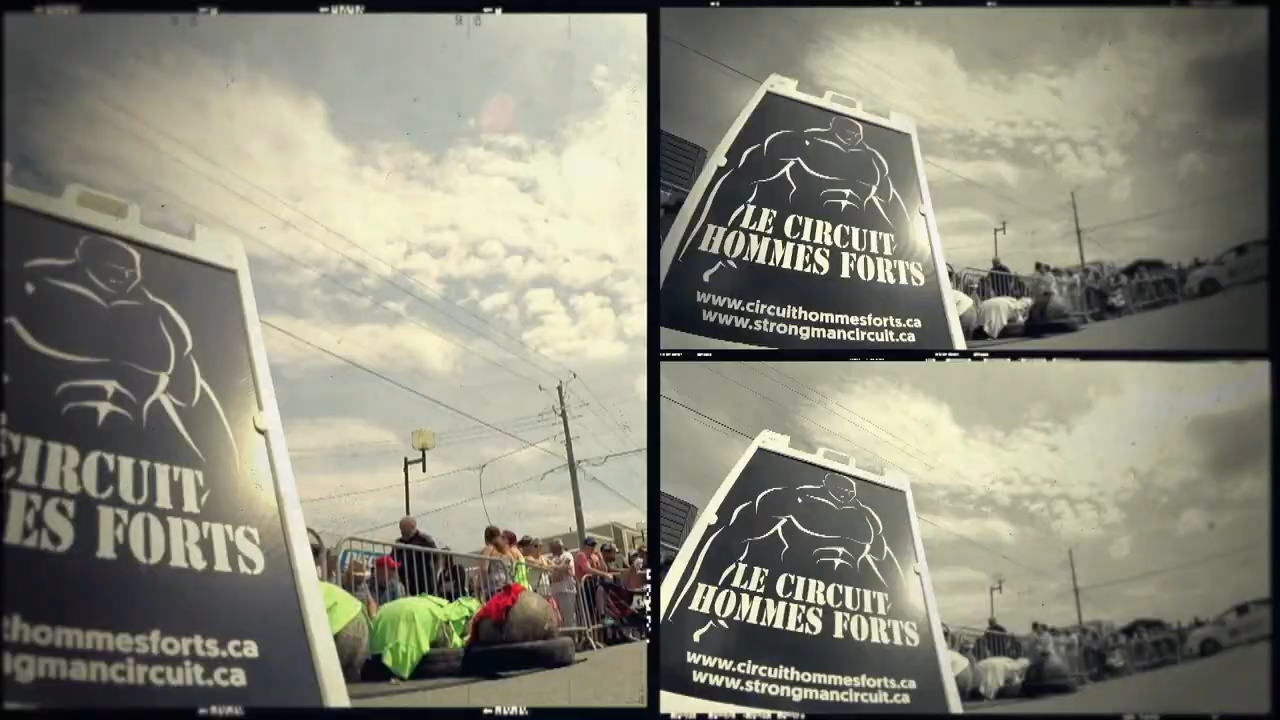 CIRCUIT
ES FORTS
thommesforts.ca
ngmancircuit.ca
LE CIRCUIT
HOMMES FORTS
www.circuithommesforts.ca
www.strongmancircuit.ca
LE CIRCUIT
HOMMES FORTS
www.circuithommesforts.ca
www.strongmancircuit.ca